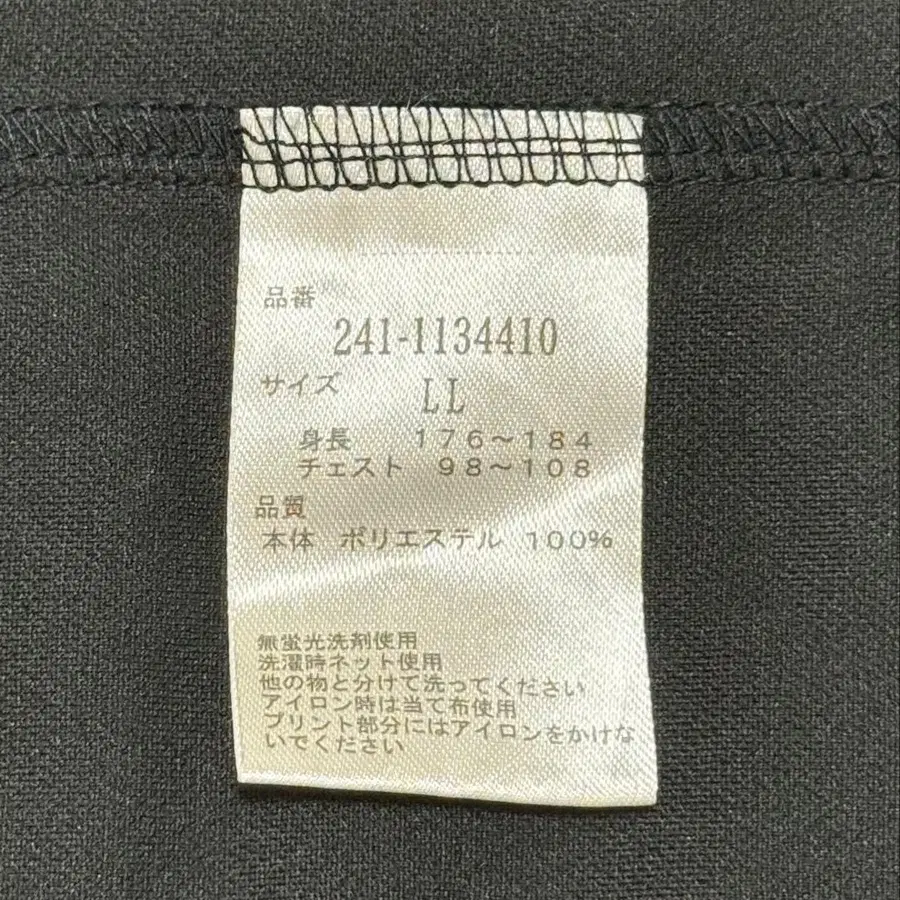 品番
241-1134410
サイズ
LL
身長 176～184
チェスト 98～108
品質
本体 ポリエステル 100%
無蛍光洗剤使用
洗濯時ネット使用
他の物と分けて洗ってください
アイロン時は当て布使用
プリント部分にはアイロンをかけな
いでください